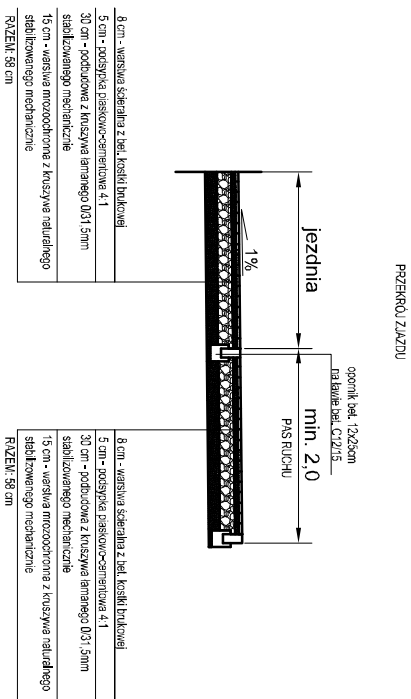 PRZEKRÓJ ZJAZDU
opornik bet. 12x25cm
na ławie bet. C12/15
jezdnia
min. 2,0
PAS RUCHU
1%
8 cm - warstwa ścieralna z bet. kostki brukowej
5 cm - podsypka piaskowo-cementowa 4:1
30 cm - podbudowa z kruszywa łamanego 0/31,5mm
stabilizowanego mechanicznie
15 cm - warstwa mrozoochronna z kruszywa naturalnego
stabilizowanego mechanicznie
RAZEM: 58 cm
8 cm - warstwa ścieralna z bet. kostki brukowej
5 cm - podsypka piaskowo-cementowa 4:1
30 cm - podbudowa z kruszywa łamanego 0/31,5mm
stabilizowanego mechanicznie
15 cm - warstwa mrozoochronna z kruszywa naturalnego
stabilizowanego mechanicznie
RAZEM: 58 cm